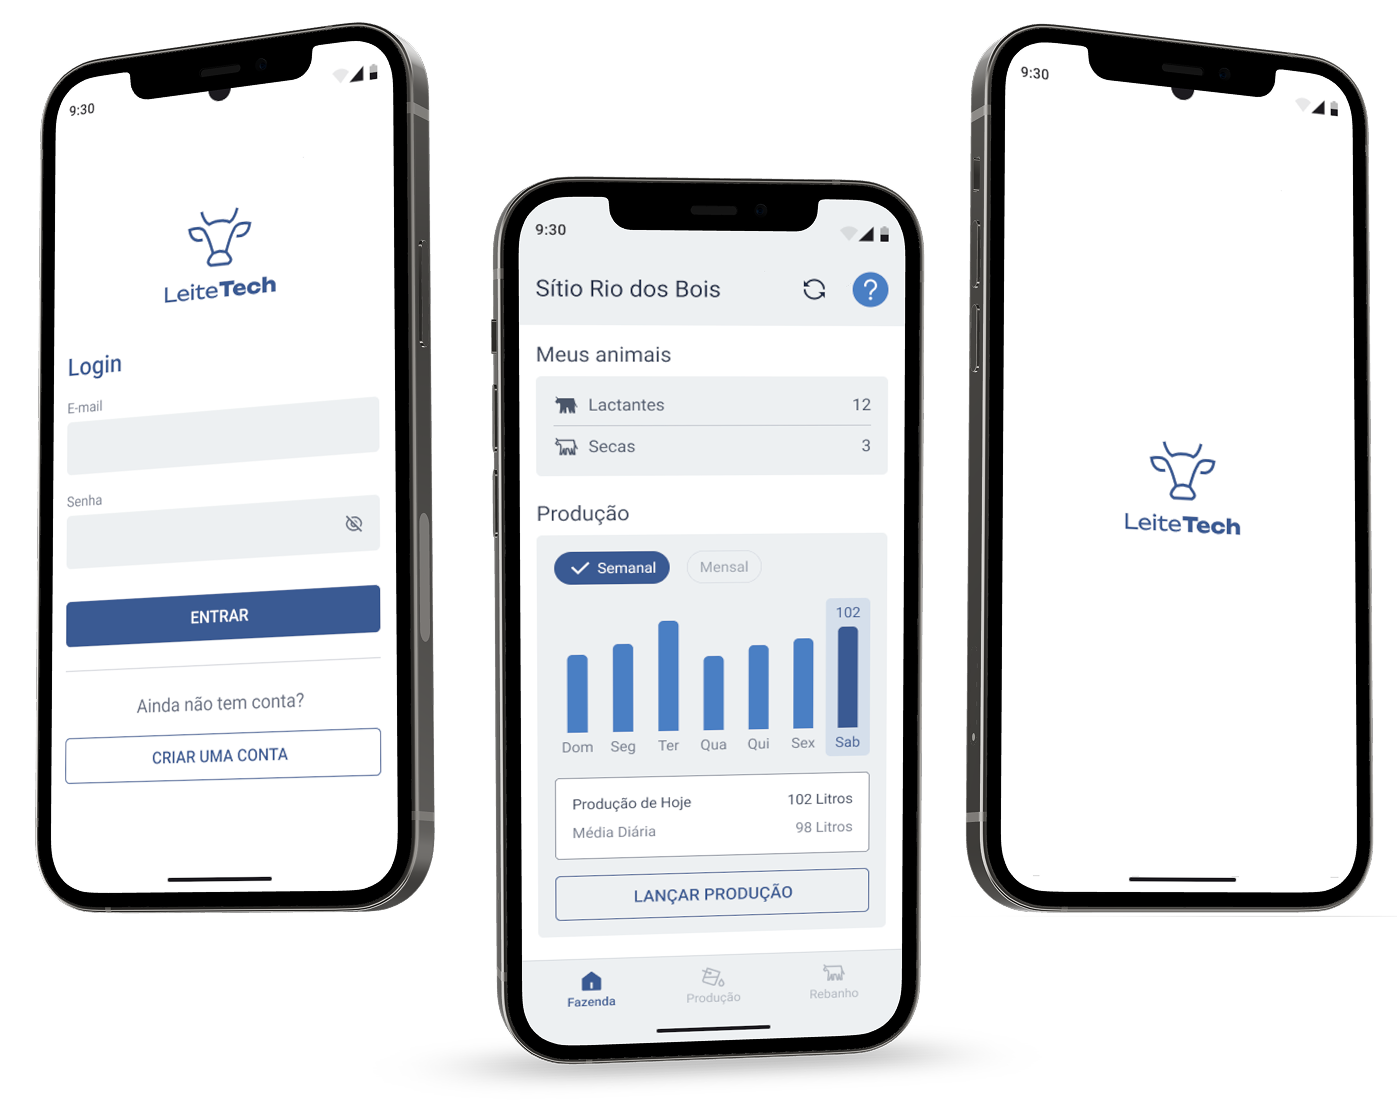 9:30
LeiteTech
Login
E-mail
Senha
ENTRAR
Ainda não tem conta?
CRIAR UMA CONTA
9:30
Sítio Rio dos Bois
?
Meus animais
Lactantes 12
Secas 3
Produção
Semanal Mensal
102
Dom Seg Ter Qua Qui Sex Sab
Produção de Hoje 102 Litros
Média Diária 98 Litros
LANÇAR PRODUÇÃO
Fazenda Produção Rebanho
9:30
LeiteTech